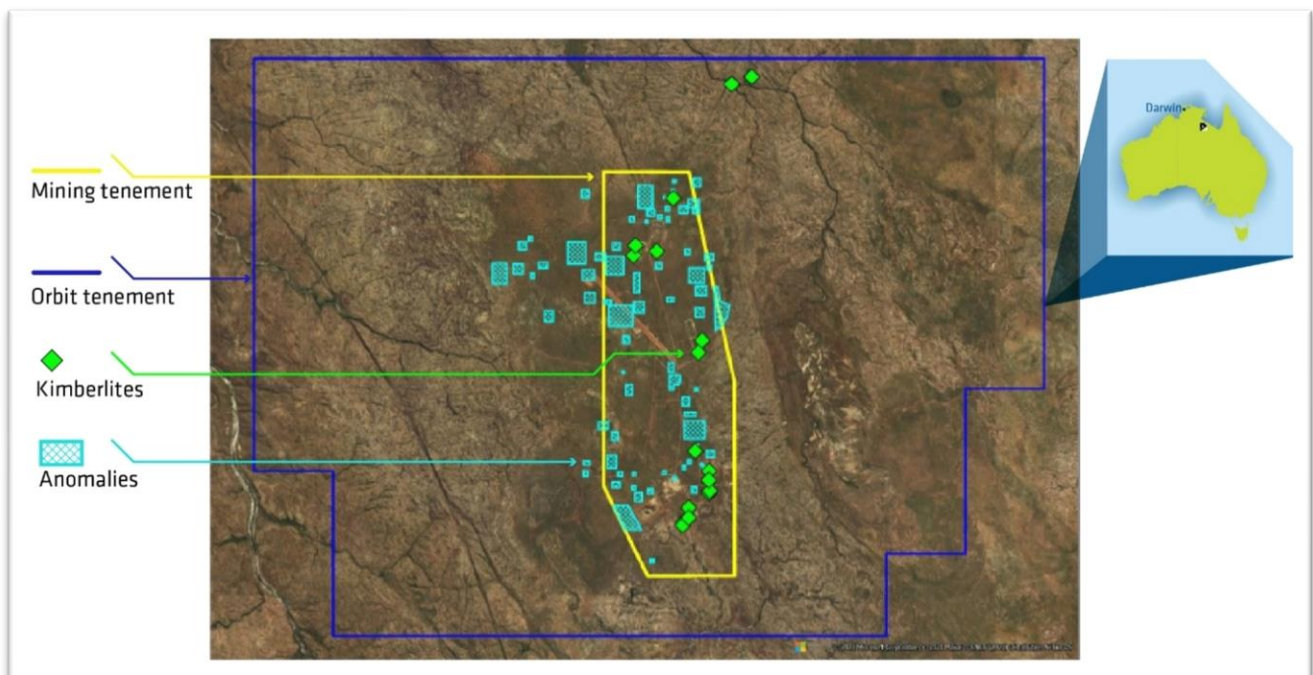 Darwin
Mining tenement
Orbit tenement
Kimberlites
Anomalies